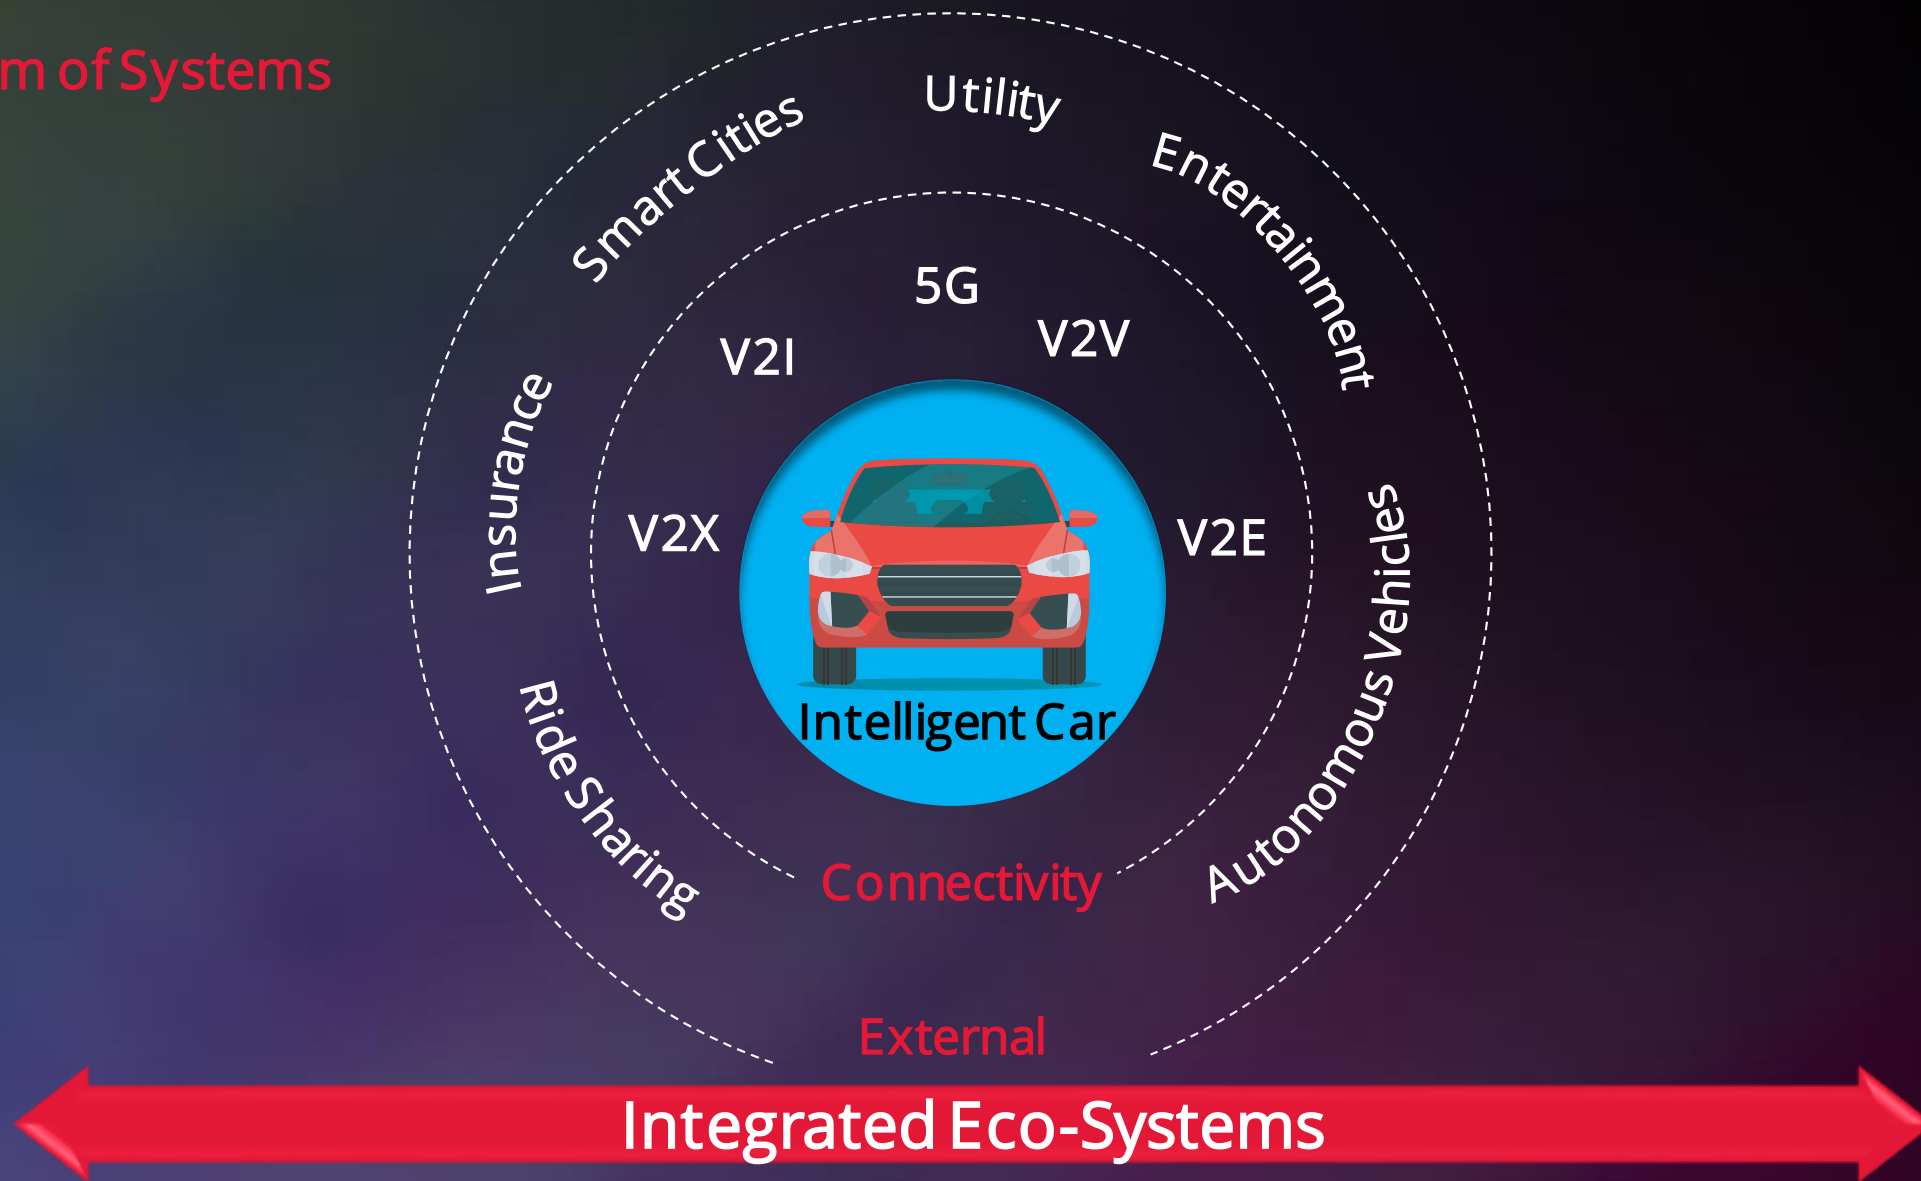 m of Systems
Utility
Smart Cities
Entertainment
5G
V2V
V2I
Insurance
V2X
V2E
Autonomous Vehicles
Ride Sharing
Intelligent Car
Connectivity
External
Integrated Eco-Systems